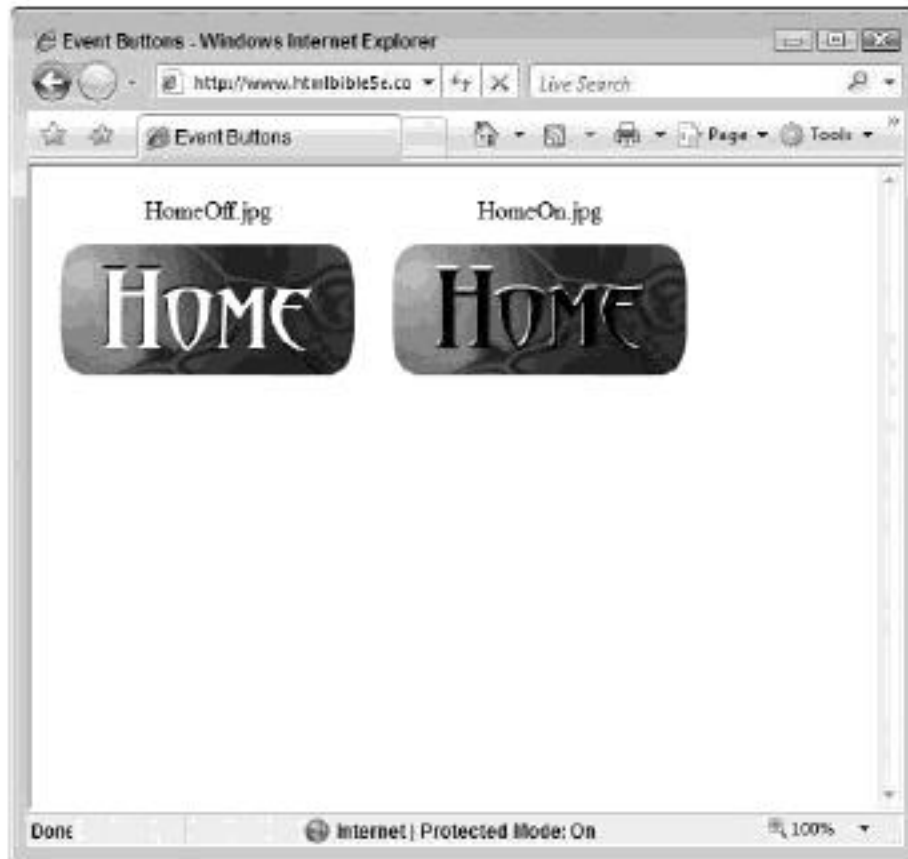 Event Buttons - Windows Internet Explorer
http://www.htmlbible5e.co
Live Search
Event Buttons
Page
Tools
HomeOff.jpg
HomeOn.jpg
HOME
HOME
Done
Internet | Protected Mode: On
100%